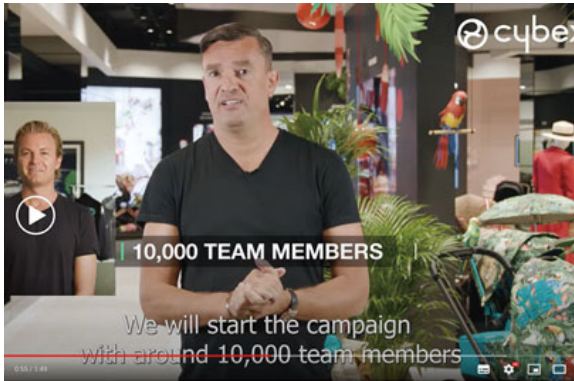 cybex
10,000 TEAM MEMBERS
We will start the campaign
with around 10,000 team members
0:55 / 1:49